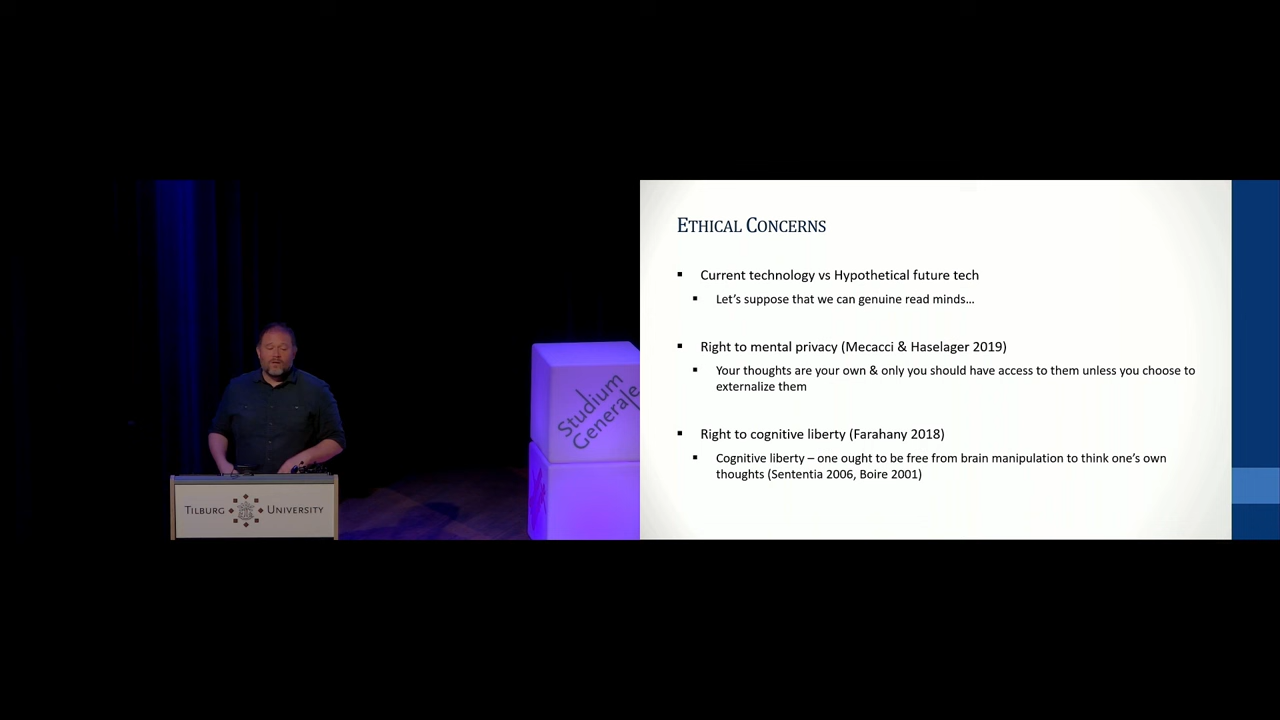 Studium
Generale
TILBURG UNIVERSITY
ETHICAL CONCERNS
▪ Current technology vs Hypothetical future tech
▪ Let's suppose that we can genuine read minds…
▪ Right to mental privacy (Mecacci & Haselager 2019)
▪ Your thoughts are your own & only you should have access to them unless you choose to
externalize them
▪ Right to cognitive liberty (Farahany 2018)
▪ Cognitive liberty – one ought to be free from brain manipulation to think one's own
thoughts (Sententia 2006, Boire 2001)